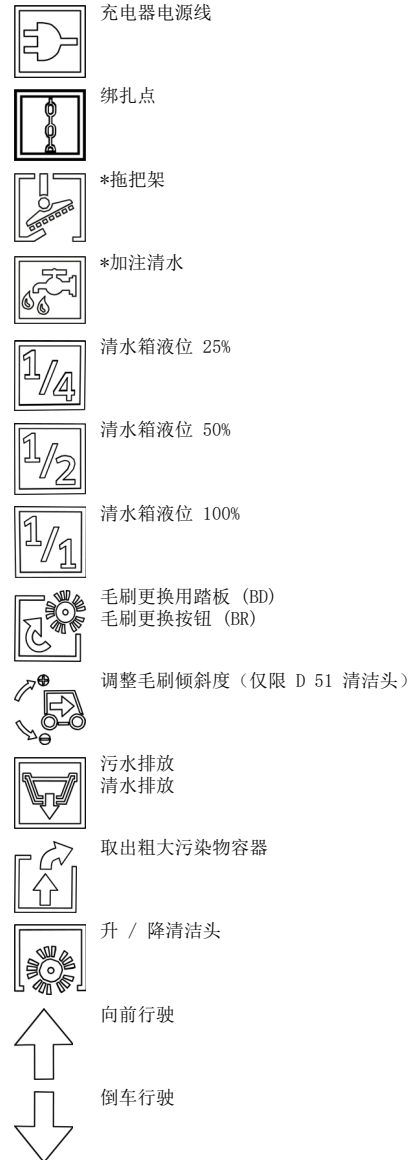 充电器电源线
绑扎点
*拖把架
*加注清水
1/4
清水箱液位 25%
1/2
清水箱液位 50%
1/1
清水箱液位 100%
毛刷更换用踏板 (BD)
毛刷更换按钮 (BR)
调整毛刷倾斜度（仅限 D 51 清洁头）
污水排放
清水排放
取出粗大污染物容器
升 / 降清洁头
向前行驶
倒车行驶